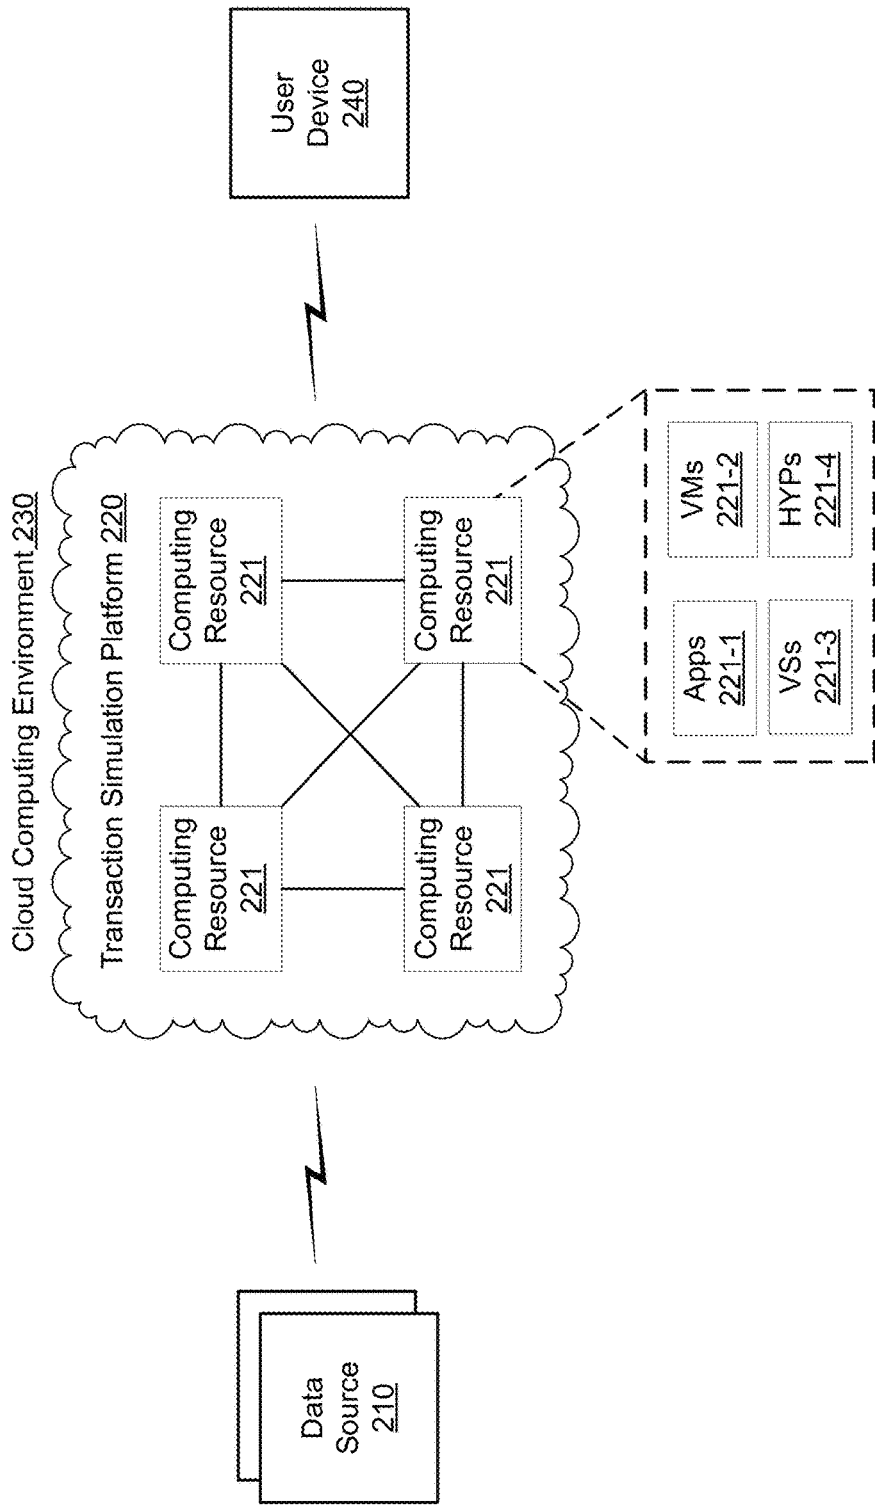 Cloud Computing Environment 230
Transaction Simulation Platform 220
Computing
Resource
221
Computing
Resource
221
Computing
Resource
221
Computing
Resource
221
Data
Source
210
User
Device
240
Apps
221-1
VMs
221-2
VSs
221-3
HYPs
221-4